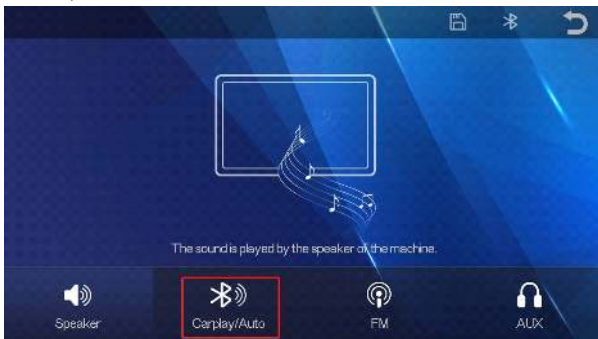 The sound is played by the speaker of the machine.
Speaker
Carplay/Auto
FM
AUX